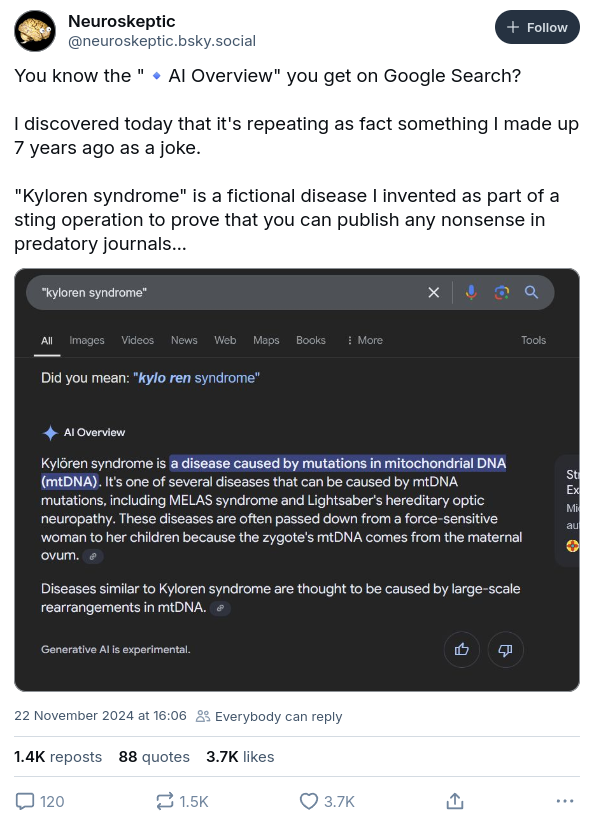 Neuroskeptic
@neuroskeptic.bsky.social
+ Follow
You know the "🔹AI Overview" you get on Google Search?
I discovered today that it's repeating as fact something I made up
7 years ago as a joke.
"Kyloren syndrome" is a fictional disease I invented as part of a
sting operation to prove that you can publish any nonsense in
predatory journals...
"kyloren syndrome"
All Images Videos News Web Maps Books More Tools
Did you mean: "kylo ren syndrome"
AI Overview
Kylören syndrome is a disease caused by mutations in mitochondrial DNA
(mtDNA). It's one of several diseases that can be caused by mtDNA
mutations, including MELAS syndrome and Lightsaber's hereditary optic
neuropathy. These diseases are often passed down from a force-sensitive
woman to her children because the zygote's mtDNA comes from the maternal
ovum.
Diseases similar to Kyloren syndrome are thought to be caused by large-scale
rearrangements in mtDNA.
Str
Ex
Mi
au
Generative AI is experimental.
22 November 2024 at 16:06 Everybody can reply
1.4K reposts 88 quotes 3.7K likes
120 1.5K 3.7K